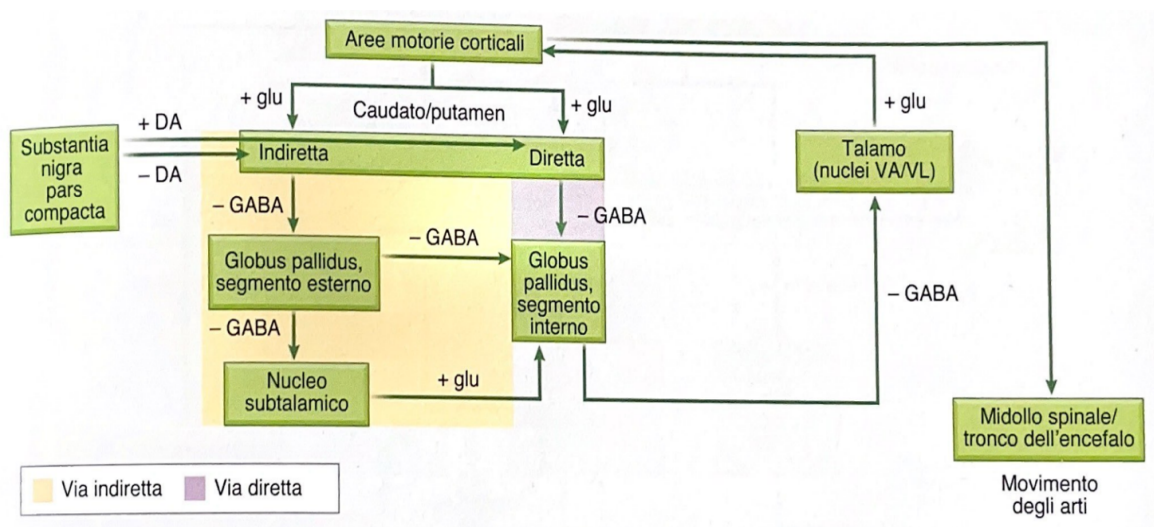 Aree motorie corticali
+ glu
Caudato/putamen
+ glu
+ glu
+ DA
– DA
Substantia
nigra
pars
compacta
Indiretta
Diretta
Talamo
(nuclei VA/VL)
– GABA
– GABA
– GABA
Globus pallidus,
segmento esterno
Globus
pallidus,
segmento
interno
– GABA
– GABA
Nucleo
subtalamico
+ glu
Midollo spinale/
tronco dell'encefalo
Movimento
degli arti
Via indiretta
Via diretta